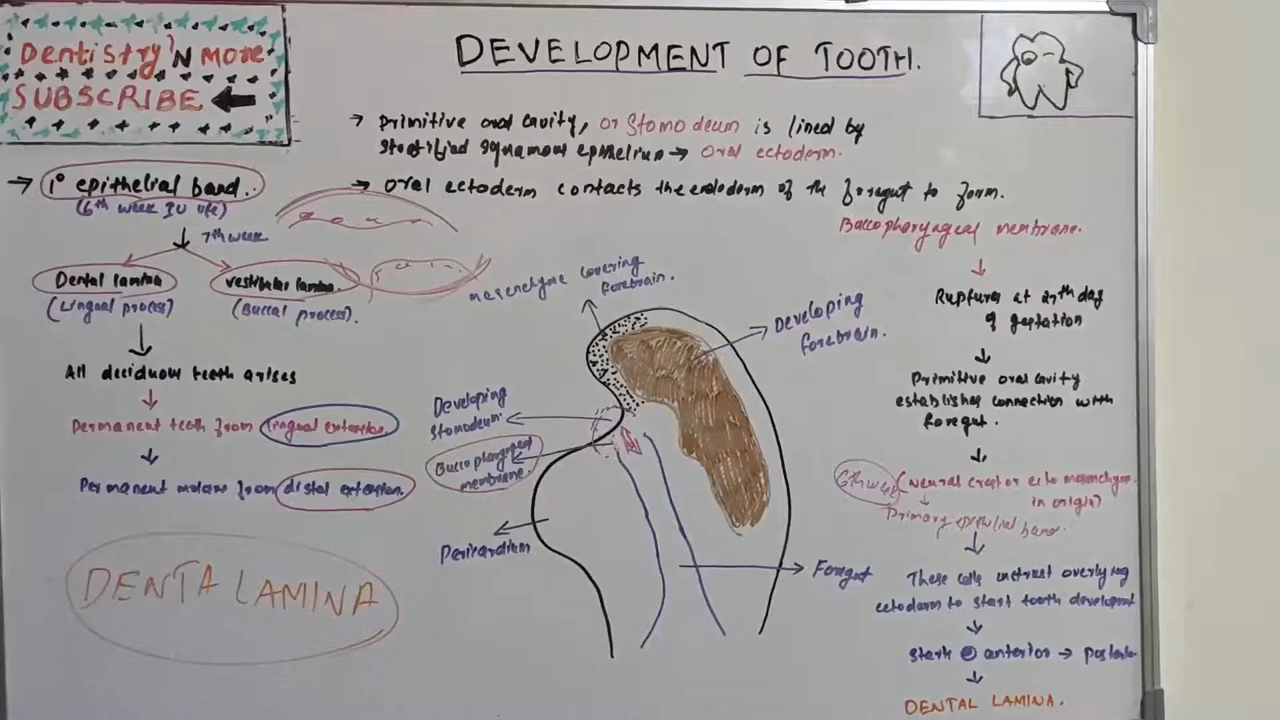 Dentistry'N More
SUBSCRIBE
DEVELOPMENT OF TOOTH.
→ primitive oral cavity, or Stomodeum is lined by
Stratified Squamous epithelium → oral ectoderm.
→ oral ectoderm contacts the endoderm of the foregut to form.
Buccopharyngeal membrane.
→ 1° epithelial band.
(6th week IU life)
7th week
Dental lamina
vestibular lamina.
(Lingual process)
(Buccal process).
All deciduous teeth arises
Permanent teeth from lingual extension.
Permanent molars from distal extension.
DENTA LAMINA
mesenchyme covering
forebrain.
Developing
forebrain.
Developing
Stomodeum.
Buccopharyngeal
membrane.
Pericardium
Foregut
Ruptures at 27th day
of gestation
Primitive oral cavity
establishes connection with
foregut.
6th week (neural crest or ectomesenchyme
in origin)
Primary epithelial band.
These cells instruct overlying
ectoderm to start tooth development
Starts @ anterior → posterior
DENTAL LAMINA.